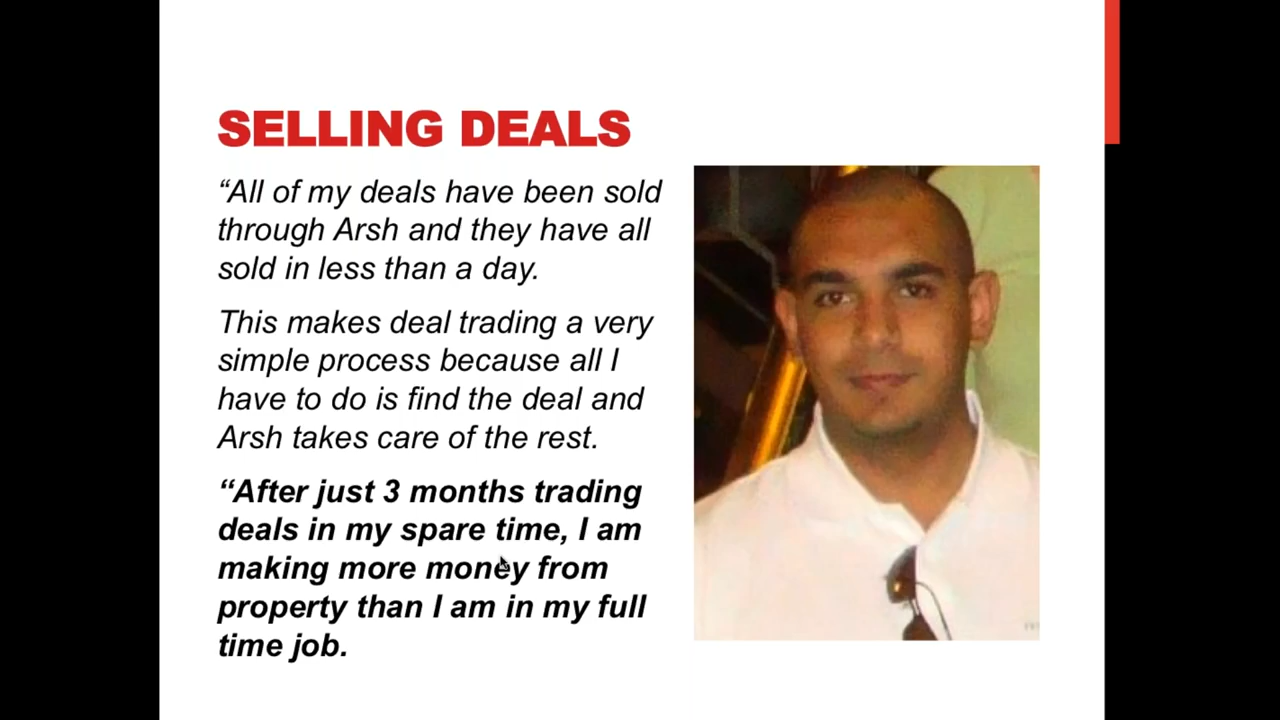 SELLING DEALS
“All of my deals have been sold
through Arsh and they have all
sold in less than a day.
This makes deal trading a very
simple process because all I
have to do is find the deal and
Arsh takes care of the rest.
“After just 3 months trading
deals in my spare time, I am
making more money from
property than I am in my full
time job.